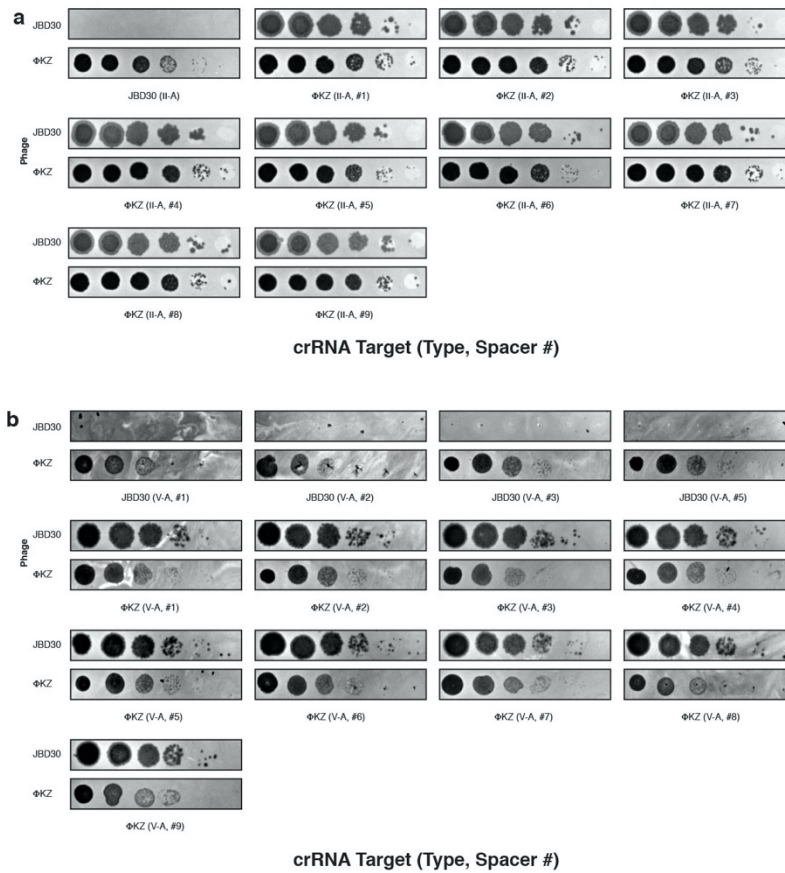 a
JBD30
ΦKZ
JBD30 (II-A)
ΦKZ (II-A, #1)
ΦKZ (II-A, #2)
ΦKZ (II-A, #3)
Phage
JBD30
ΦKZ
ΦKZ (II-A, #4)
ΦKZ (II-A, #5)
ΦKZ (II-A, #6)
ΦKZ (II-A, #7)
JBD30
ΦKZ
ΦKZ (II-A, #8)
ΦKZ (II-A, #9)
crRNA Target (Type, Spacer #)
b
JBD30
ΦKZ
JBD30 (V-A, #1)
JBD30 (V-A, #2)
JBD30 (V-A, #3)
JBD30 (V-A, #5)
Phage
JBD30
ΦKZ
ΦKZ (V-A, #1)
ΦKZ (V-A, #2)
ΦKZ (V-A, #3)
ΦKZ (V-A, #4)
JBD30
ΦKZ
ΦKZ (V-A, #5)
ΦKZ (V-A, #6)
ΦKZ (V-A, #7)
ΦKZ (V-A, #8)
JBD30
ΦKZ
ΦKZ (V-A, #9)
crRNA Target (Type, Spacer #)